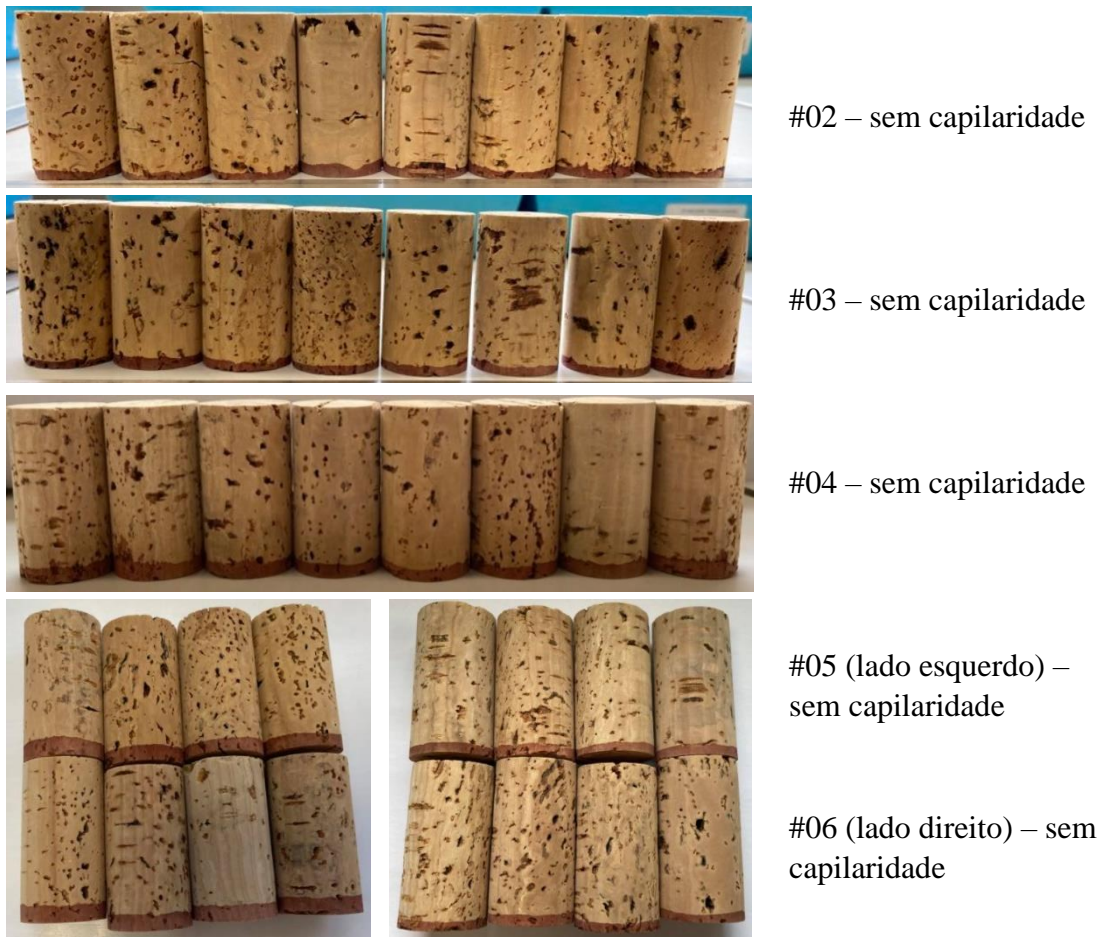 #02 – sem capilaridade
#03 – sem capilaridade
#04 – sem capilaridade
#05 (lado esquerdo) –
sem capilaridade
#06 (lado direito) – sem
capilaridade